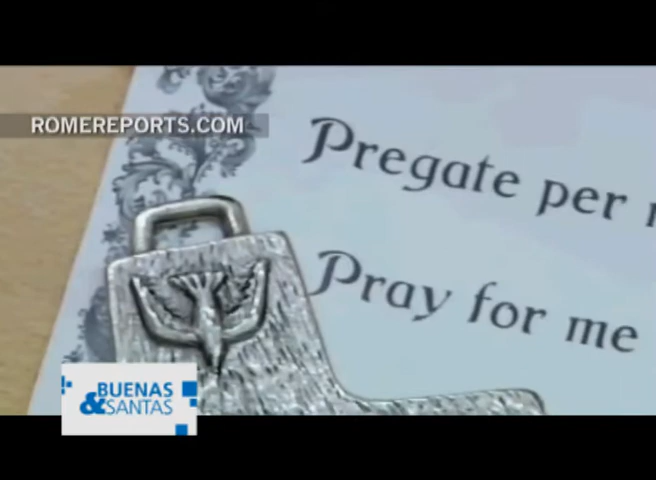 ROMEREPORTS.COM
Pregate per
Pray for me
BUENAS
&SANTAS